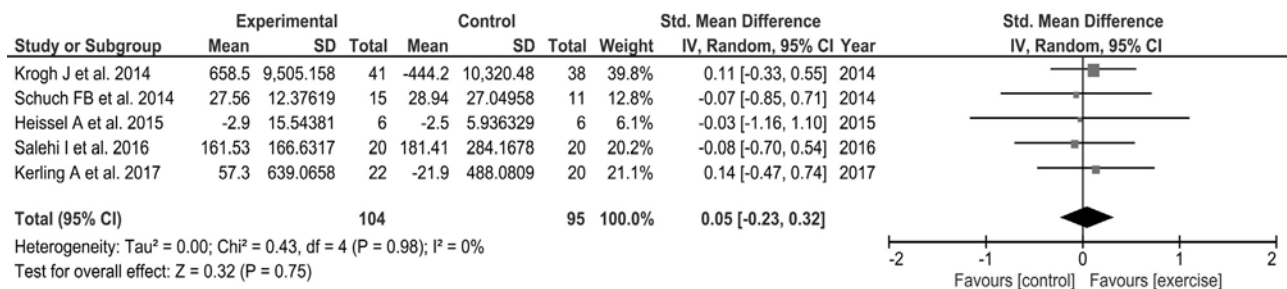 Experimental Control Std. Mean Difference Std. Mean Difference
Study or Subgroup Mean SD Total Mean SD Total Weight IV, Random, 95% CI Year IV, Random, 95% CI
Krogh J et al. 2014 658.5 9,505.158 41 -444.2 10,320.48 38 39.8% 0.11 [-0.33, 0.55] 2014
Schuch FB et al. 2014 27.56 12.37619 15 28.94 27.04958 11 12.8% -0.07 [-0.85, 0.71] 2014
Heissel A et al. 2015 -2.9 15.54381 6 -2.5 5.936329 6 6.1% -0.03 [-1.16, 1.10] 2015
Salehi I et al. 2016 161.53 166.6317 20 181.41 284.1678 20 20.2% -0.08 [-0.70, 0.54] 2016
Kerling A et al. 2017 57.3 639.0658 22 -21.9 488.0809 20 21.1% 0.14 [-0.47, 0.74] 2017
Total (95% CI) 104 95 100.0% 0.05 [-0.23, 0.32]
Heterogeneity: Tau² = 0.00; Chi² = 0.43, df = 4 (P = 0.98); I² = 0%
Test for overall effect: Z = 0.32 (P = 0.75)
-2 -1 0 1 2
Favours [control] Favours [exercise]